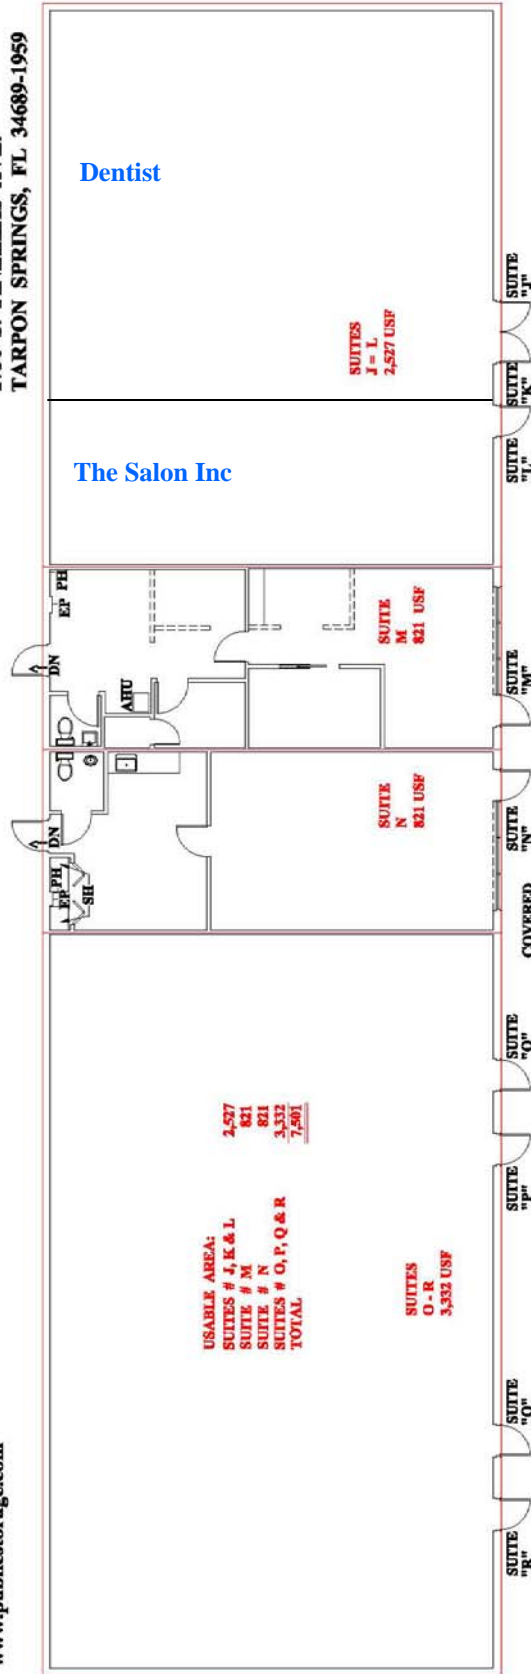 TARPON SPRINGS, FL 34689-1959
Dentist
The Salon Inc
SUITES
J = L
2,527 USF
SUITE
"J"
SUITE
"K"
SUITE
"L"
EP PH
DN
AHU
SUITE
M
821 USF
SUITE
"M"
DN
EP PH
SH
SUITE
N
821 USF
SUITE
"N"
COVERED
USABLE AREA:
SUITES # J, K & L 2,527
SUITE # M 821
SUITE # N 821
SUITES # O, P, Q & R 3,332
TOTAL 7,501
SUITES
O - R
3,332 USF
SUITE
"O"
SUITE
"P"
SUITE
"Q"
SUITE
"R"